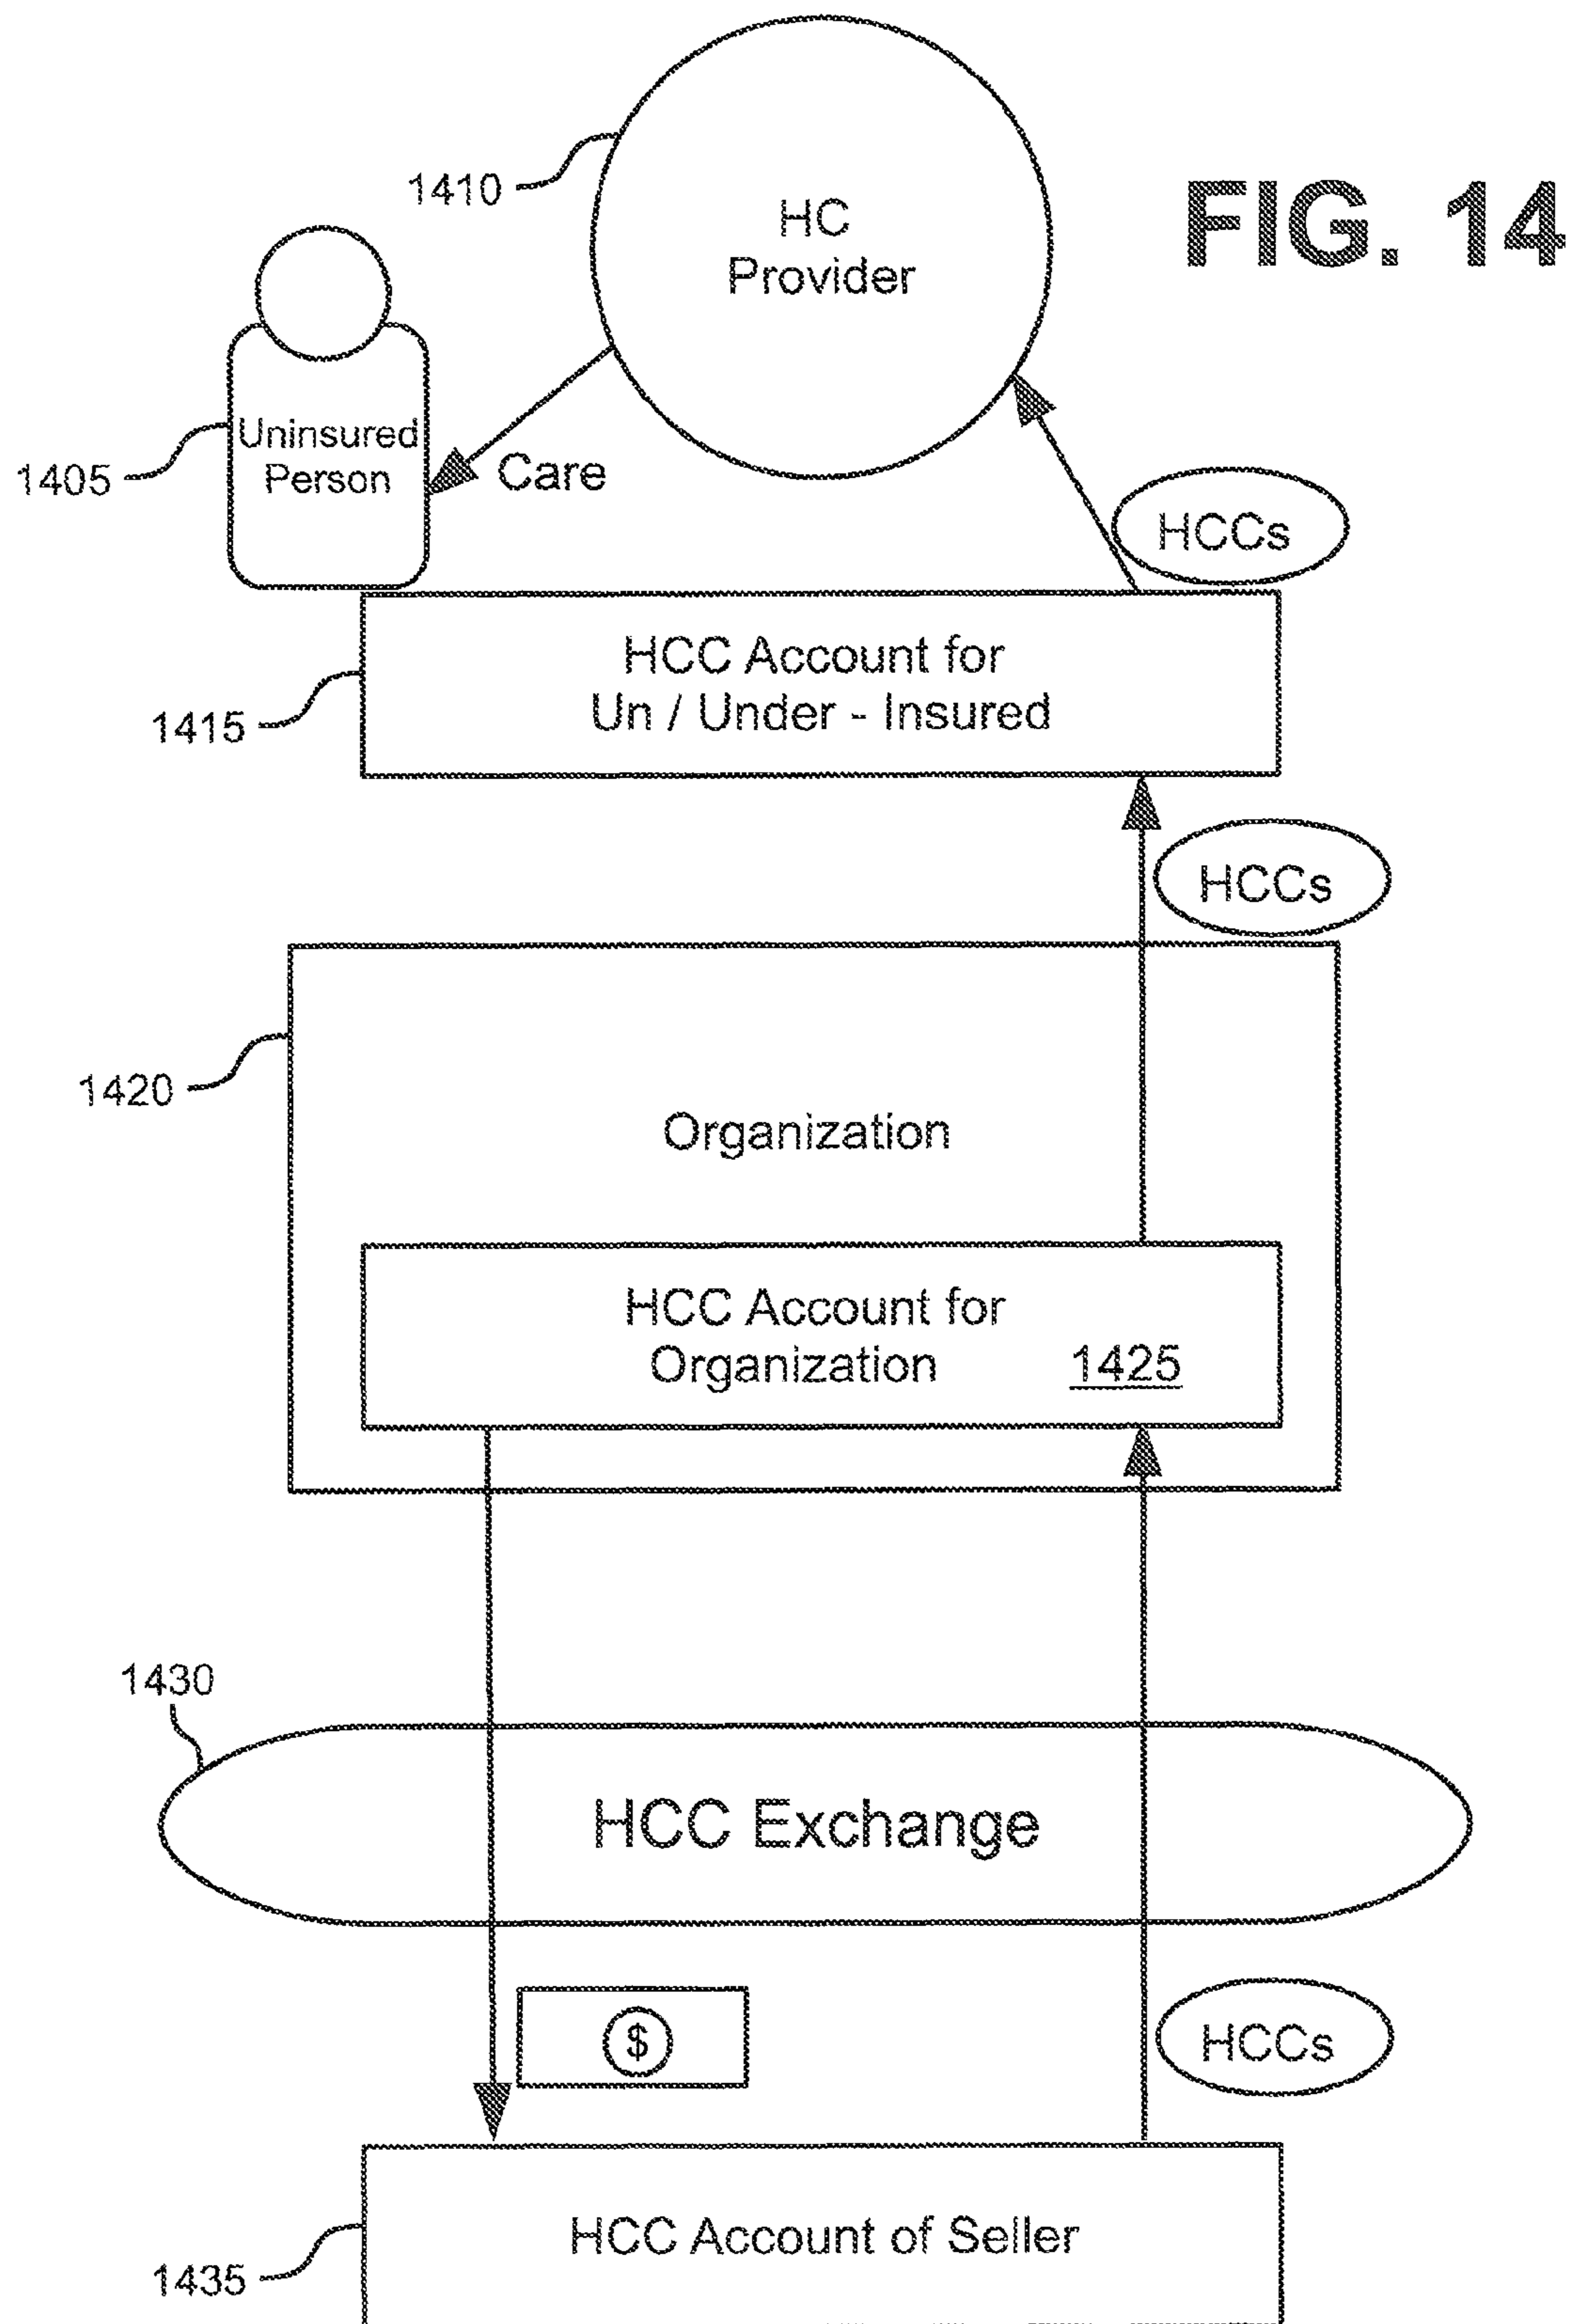 FIG. 14
1410
HC
Provider
Uninsured
Person
1405
Care
HCCs
HCC Account for
Un / Under - Insured
1415
HCCs
1420
Organization
HCC Account for
Organization 1425
1430
HCC Exchange
$
HCCs
HCC Account of Seller
1435